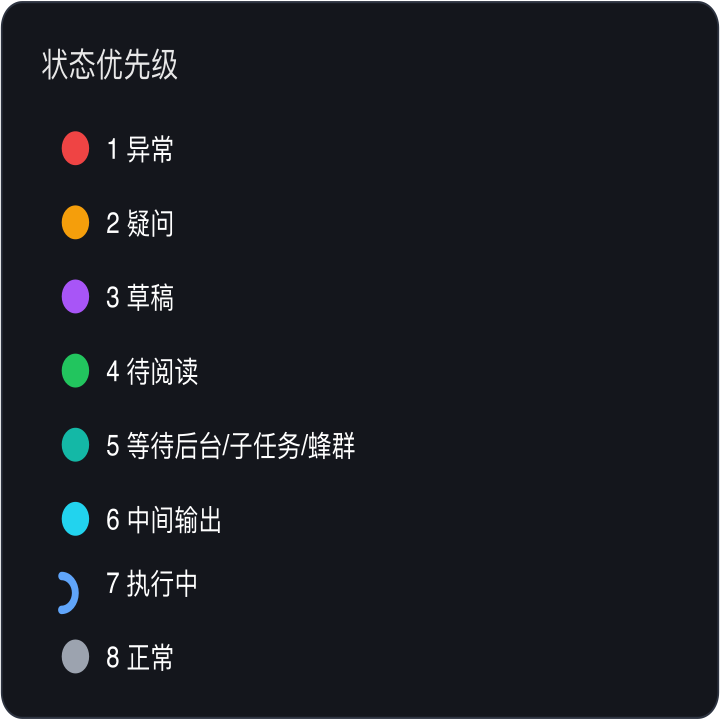 状态优先级
1 异常
2 疑问
3 草稿
4 待阅读
5 等待后台/子任务/蜂群
6 中间输出
7 执行中
8 正常